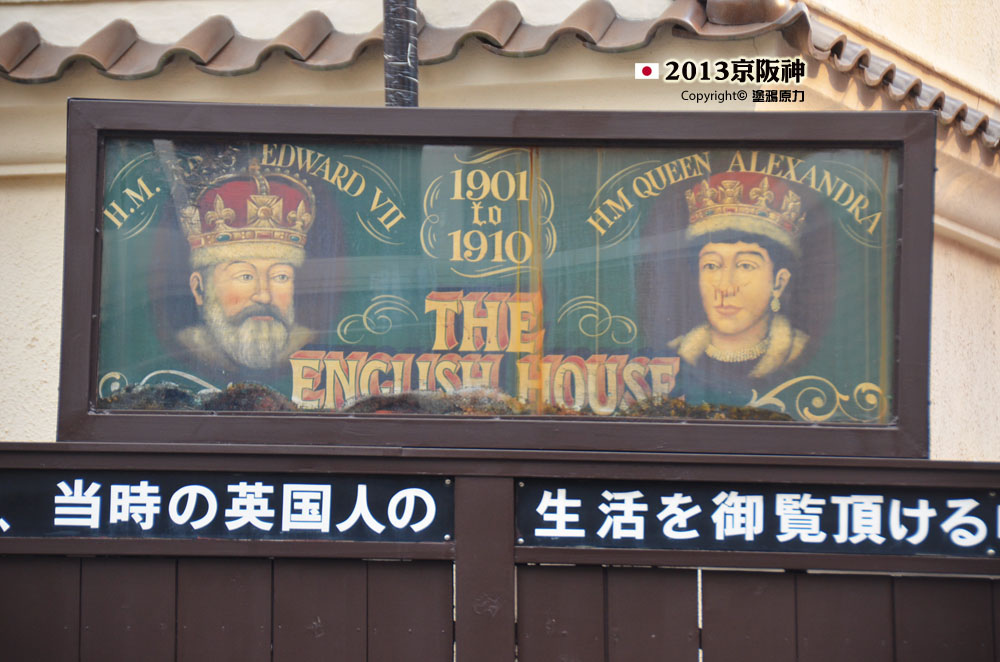 2013京阪神
Copyright© 塗鴉原力
H.M. EDWARD VII
1901
to
1910
H.M QUEEN ALEXANDRA
THE
ENGLISH HOUSE
、当時の英国人の
生活を御覧頂ける